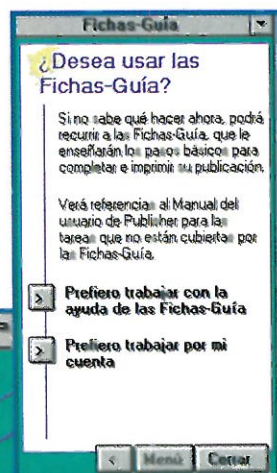 Fichas-Guía
¿Desea usar las
Fichas-Guía?
Si no sabe qué hacer ahora, podrá
recurrir a las Fichas-Guía, que le
enseñarán los pasos básicos para
completar e imprimir su publicación.
Verá referencias al Manual del
usuario de Publisher para las
tareas que no están cubiertas por
las Fichas-Guía.
> Prefiero trabajar con la
ayuda de las Fichas-Guía
> Prefiero trabajar por mi
cuenta
< Menú Cerrar